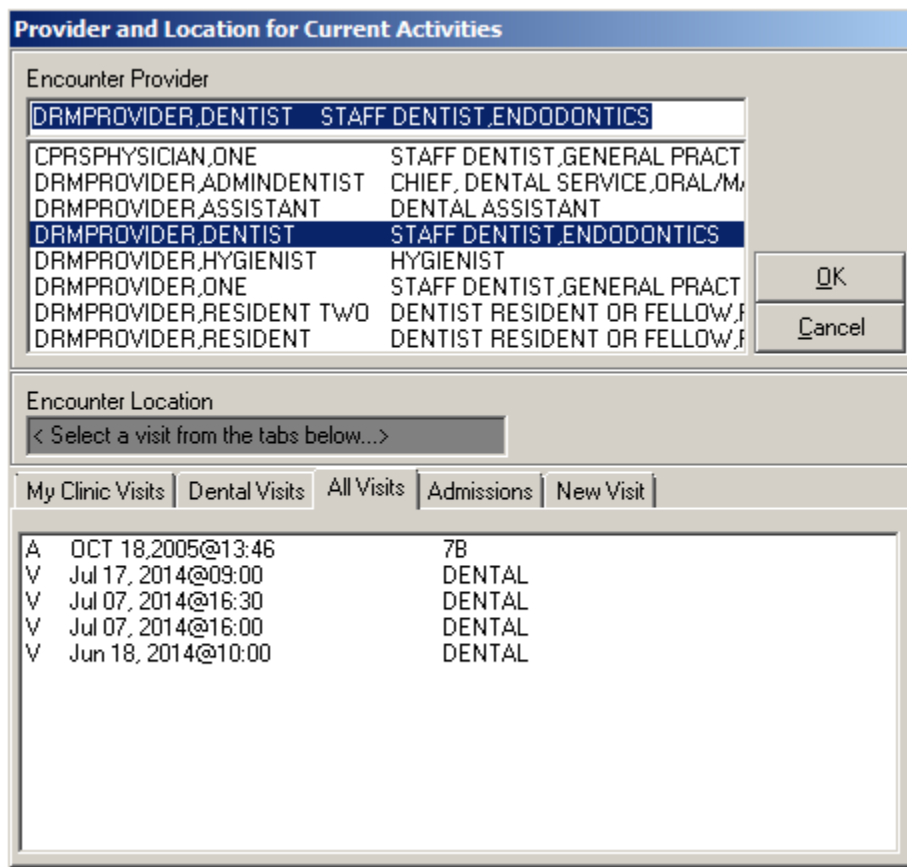 Provider and Location for Current Activities
Encounter Provider
DRMPROVIDER,DENTIST STAFF DENTIST,ENDODONTICS
CPRSPHYSICIAN,ONE STAFF DENTIST,GENERAL PRACT
DRMPROVIDER,ADMINDENTIST CHIEF, DENTAL SERVICE,ORAL/MA
DRMPROVIDER,ASSISTANT DENTAL ASSISTANT
DRMPROVIDER,DENTIST STAFF DENTIST,ENDODONTICS
DRMPROVIDER,HYGIENIST HYGIENIST
DRMPROVIDER,ONE STAFF DENTIST,GENERAL PRACT
DRMPROVIDER,RESIDENT TWO DENTIST RESIDENT OR FELLOW,
DRMPROVIDER,RESIDENT DENTIST RESIDENT OR FELLOW,
OK
Cancel
Encounter Location
< Select a visit from the tabs below...>
My Clinic Visits Dental Visits All Visits Admissions New Visit
A OCT 18,2005@13:46 7B
V Jul 17, 2014@09:00 DENTAL
V Jul 07, 2014@16:30 DENTAL
V Jul 07, 2014@16:00 DENTAL
V Jun 18, 2014@10:00 DENTAL